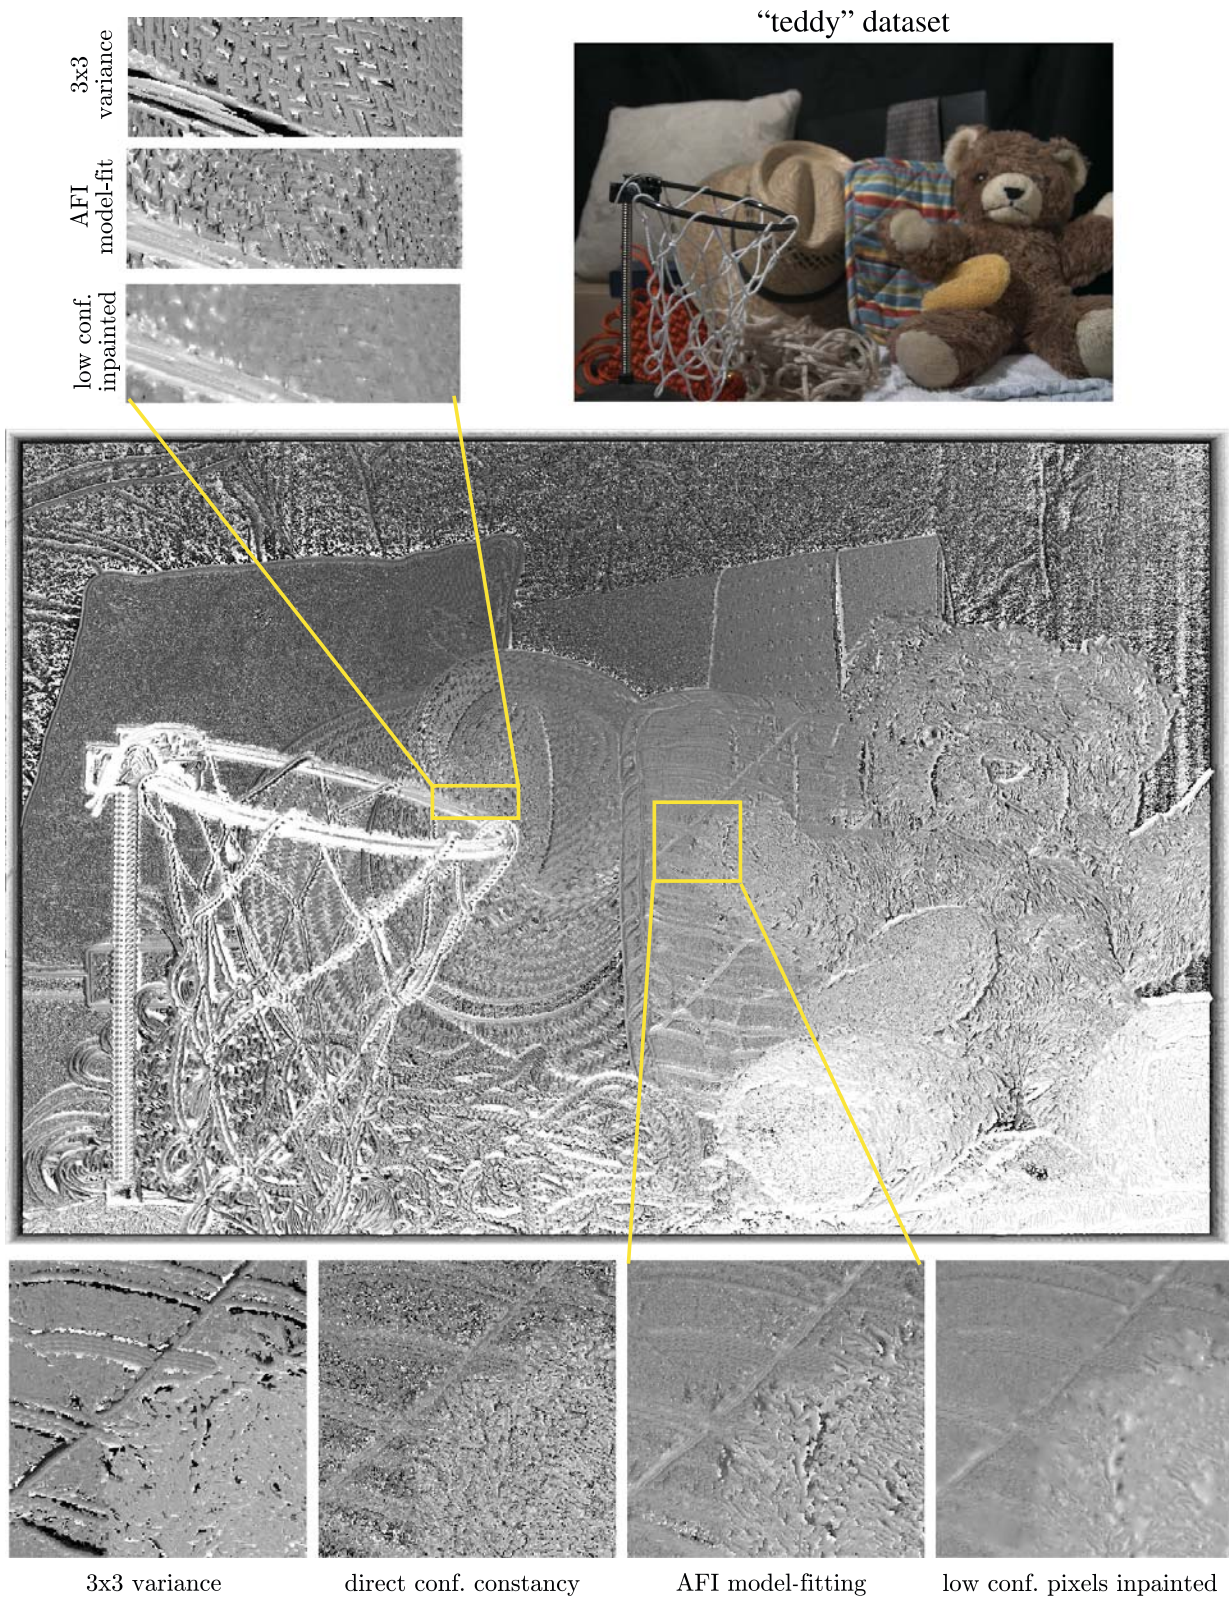 “teddy” dataset
3x3
variance
AFI
model-fit
low conf.
inpainted
3x3 variance
direct conf. constancy
AFI model-fitting
low conf. pixels inpainted